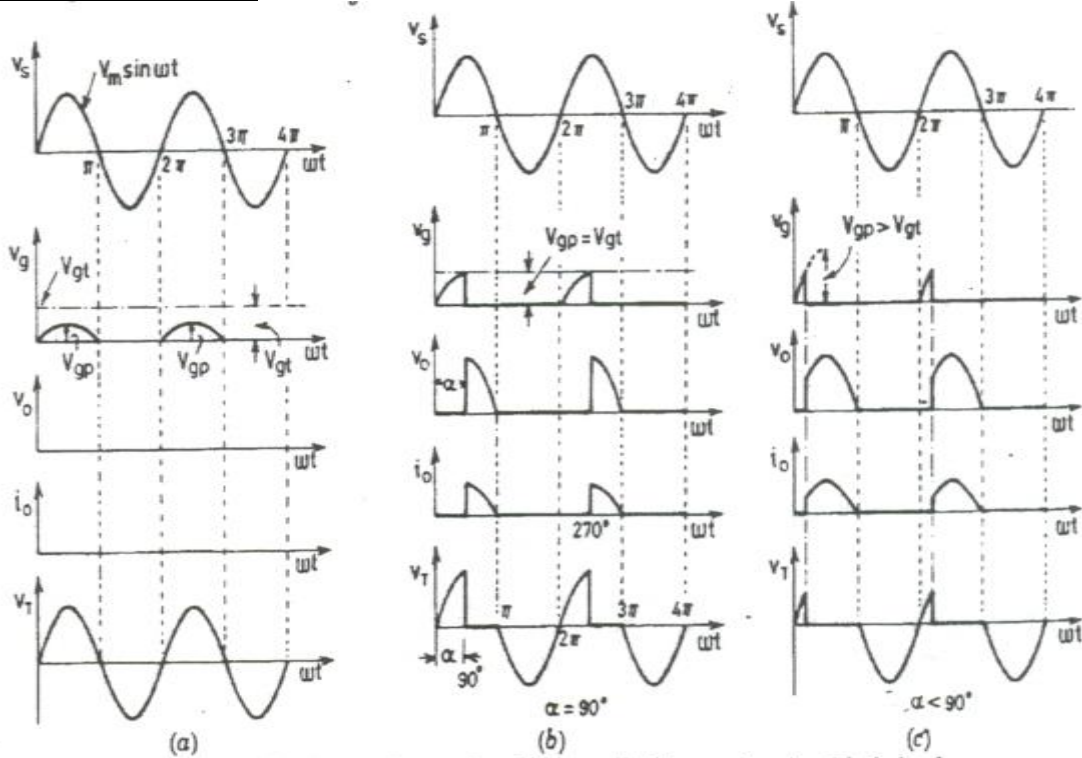 Vs
Vm sin ωt
π
2π
3π
4π
ωt
Vg
Vgt
Vgp
Vgp
Vgt
ωt
Vo
ωt
io
ωt
VT
ωt
(a)
Vs
π
2π
3π
4π
ωt
Vg
Vgp = Vgt
ωt
Vo
α
ωt
io
270°
ωt
VT
π
2π
3π
4π
ωt
α
90°
α = 90°
(b)
Vs
π
2π
3π
4π
ωt
Vg
Vgp > Vgt
ωt
Vo
ωt
io
ωt
VT
ωt
α < 90°
(c)